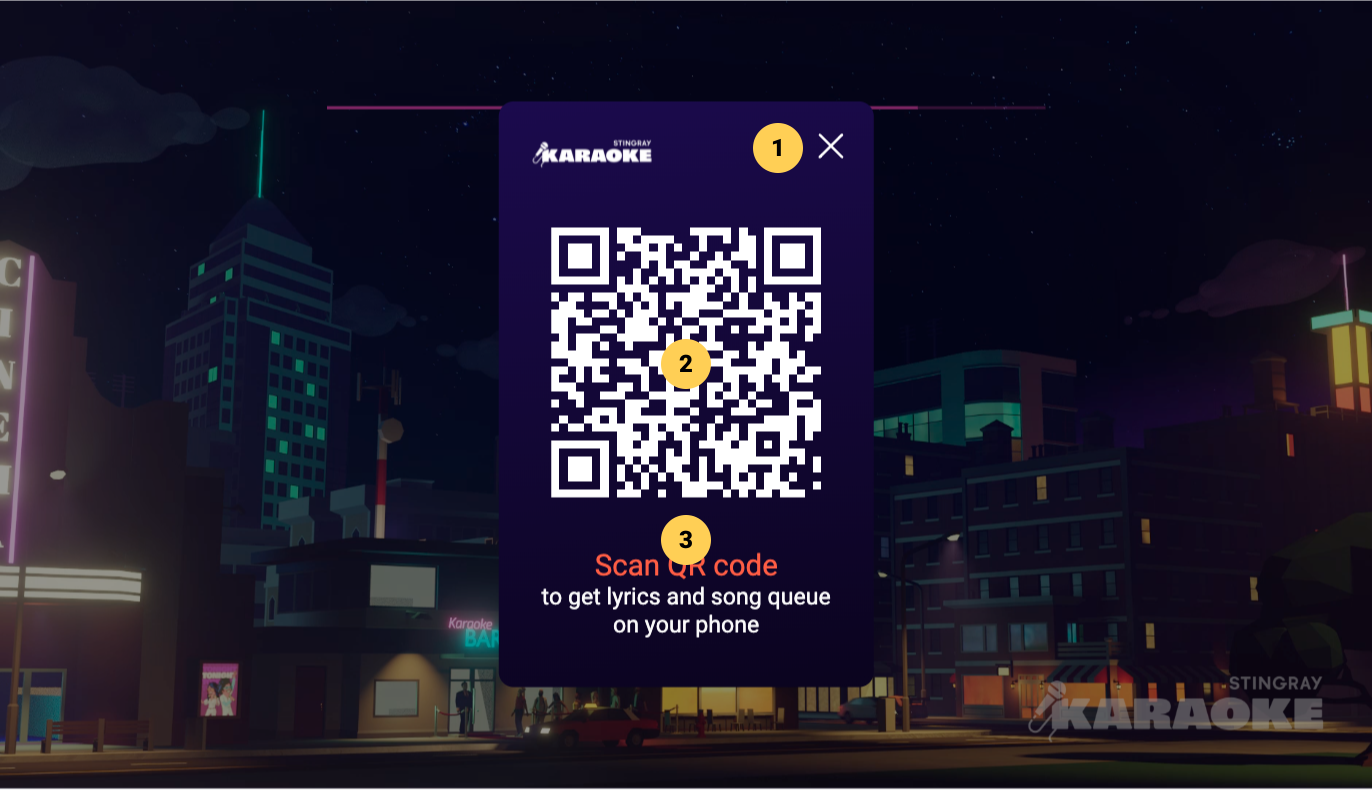 STINGRAY
KARAOKE
1
2
3
Scan QR code
to get lyrics and song queue
on your phone
CINEMA
Karaoke
BAR
STINGRAY
KARAOKE